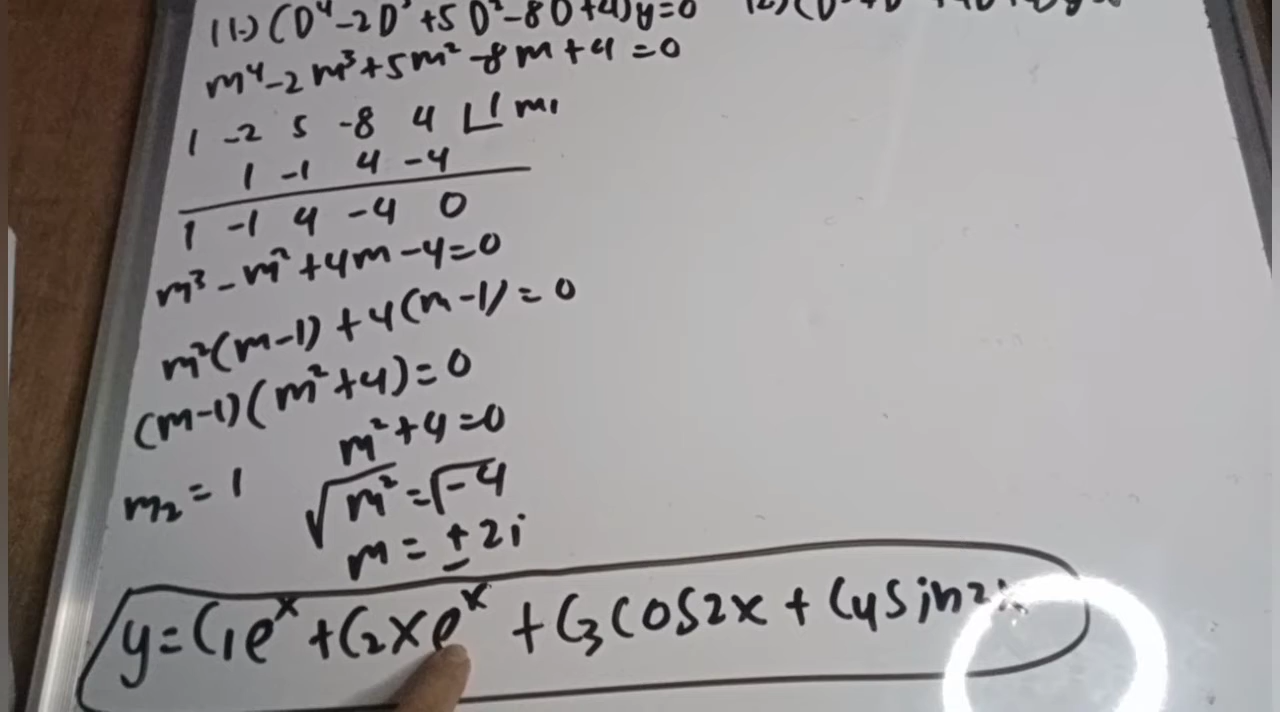 11.) (D⁴-2D³+5D²-8D+4)y=0
m⁴-2m³+5m²-8m+4=0
1 -2 5 -8 4 ∟1 m₁
1 -1 4 -4
1 -1 4 -4 0
m³-m²+4m-4=0
m²(m-1)+4(m-1)=0
(m-1)(m²+4)=0
m²+4=0
m₂=1 √m²=√-4
m=±2i
y=C₁eˣ+C₂xeˣ+C₃cos2x+C₄sin2x